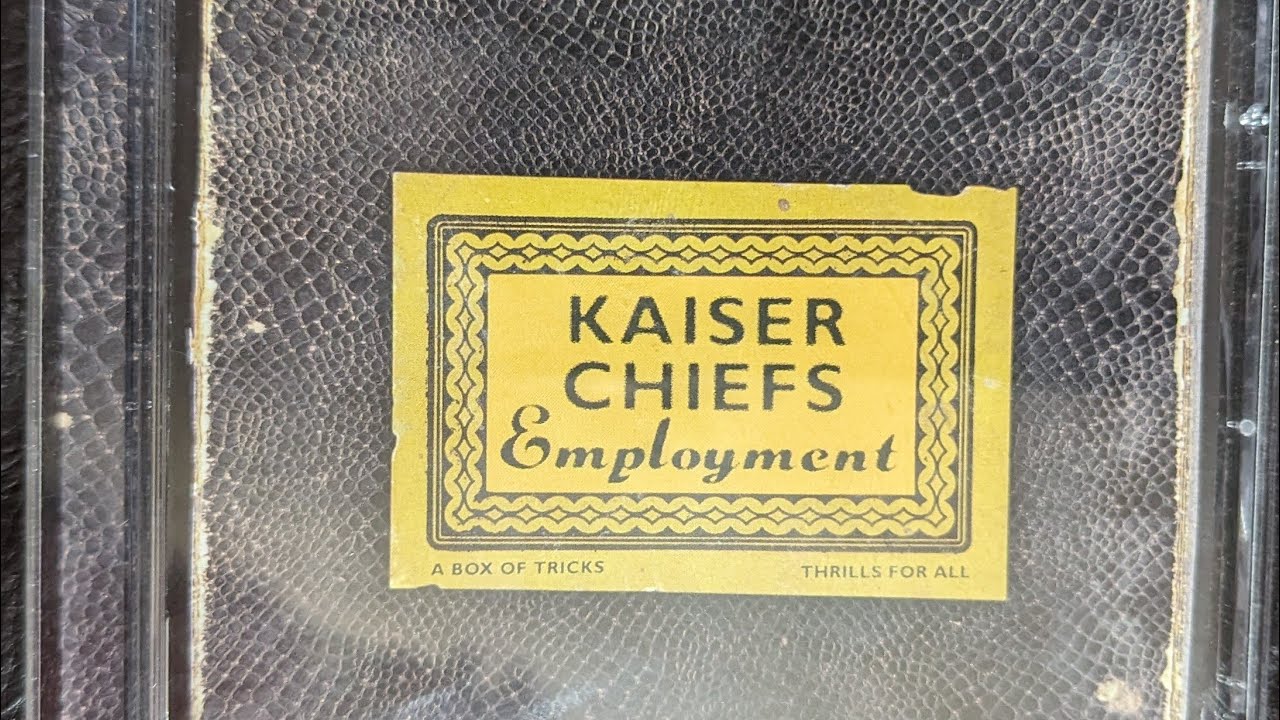 KAISER
CHIEFS
Employment
A BOX OF TRICKS
THRILLS FOR ALL